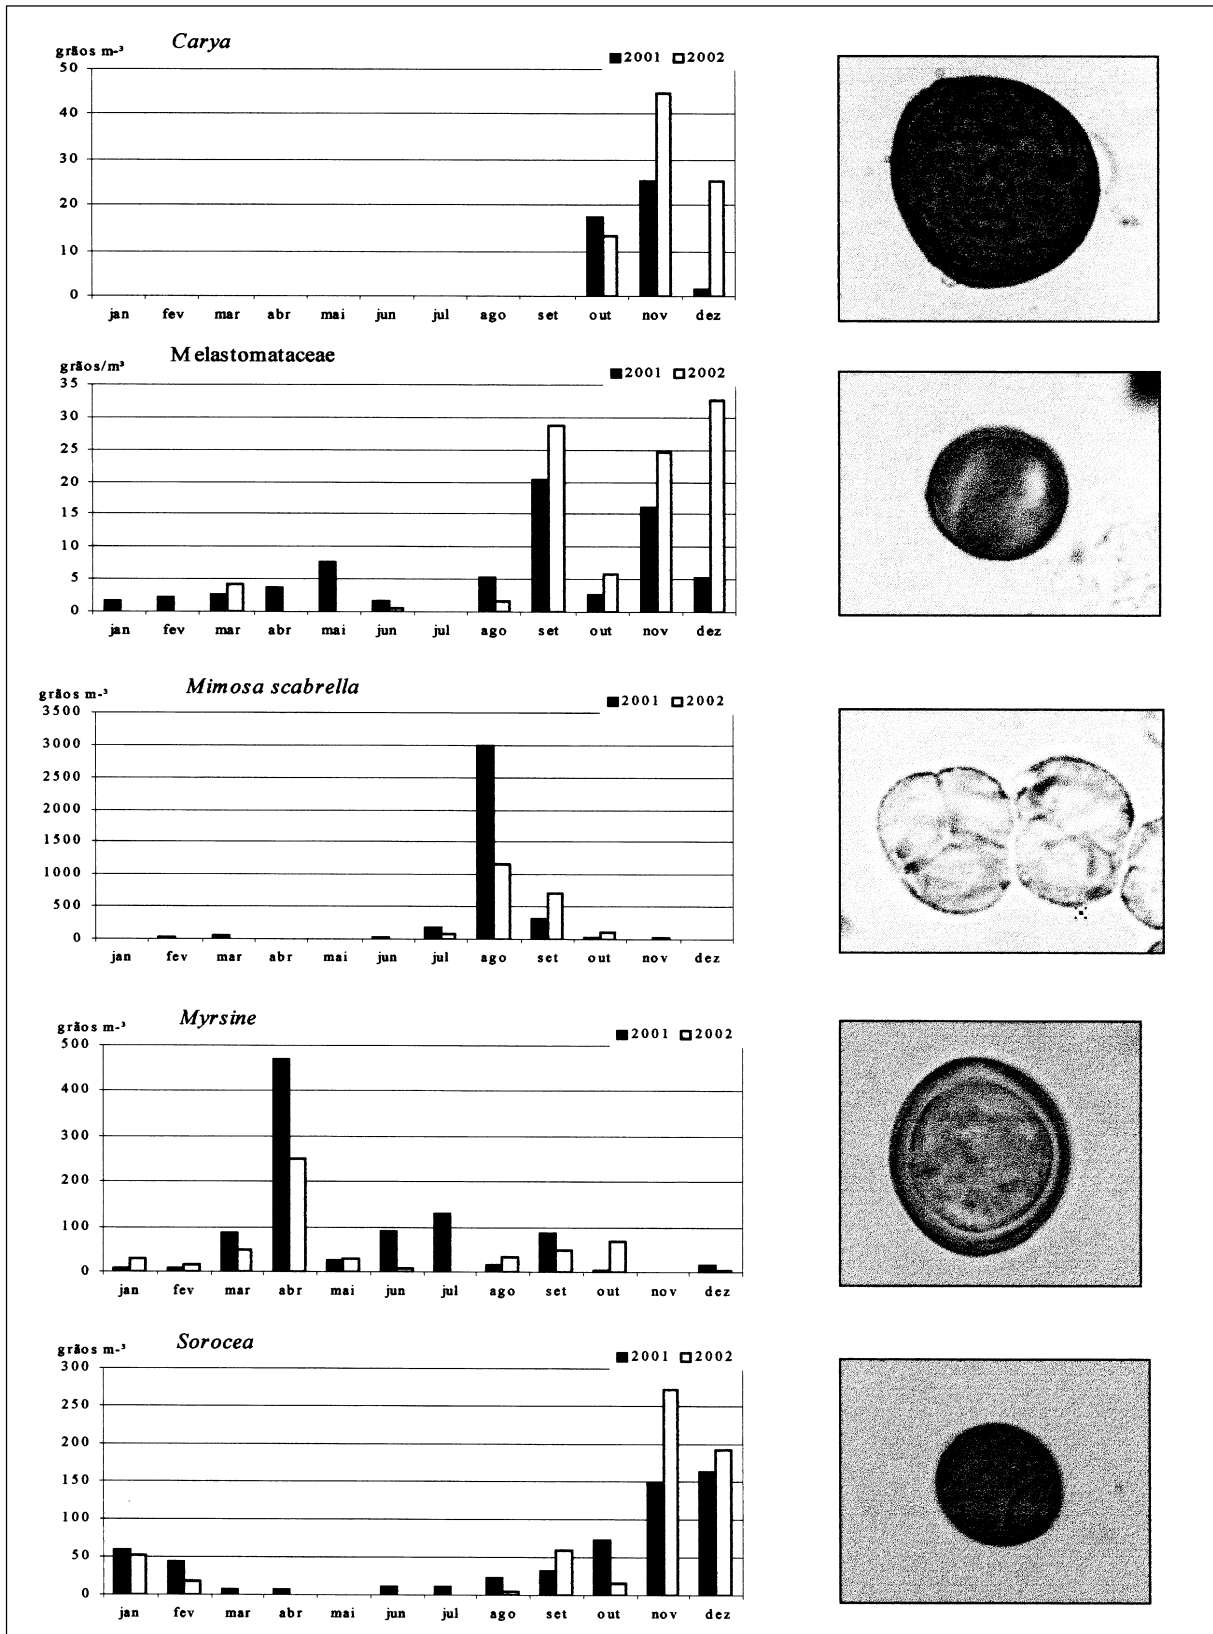 Carya
grãos m-³
■2001 □2002
50
40
30
20
10
0
jan fev mar abr mai jun jul ago set out nov dez
Melastomataceae
grãos/m³
■2001 □2002
35
30
25
20
15
10
5
0
jan fev mar abr mai jun jul ago set out nov dez
Mimosa scabrella
grãos m-³
■2001 □2002
3500
3000
2500
2000
1500
1000
500
0
jan fev mar abr mai jun jul ago set out nov dez
Myrsine
grãos m-³
■2001 □2002
500
400
300
200
100
0
jan fev mar abr mai jun jul ago set out nov dez
Sorocea
grãos m-³
■2001 □2002
300
250
200
150
100
50
0
jan fev mar abr mai jun jul ago set out nov dez